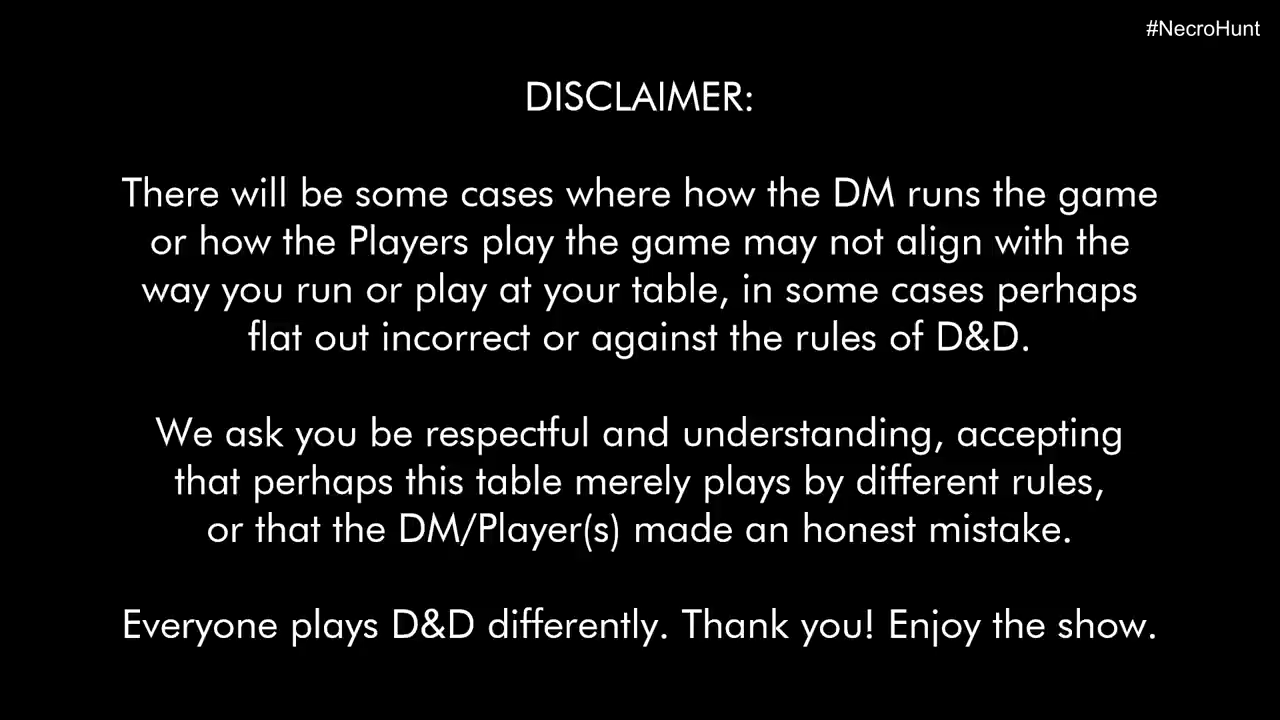 #NecroHunt
DISCLAIMER:
There will be some cases where how the DM runs the game
or how the Players play the game may not align with the
way you run or play at your table, in some cases perhaps
flat out incorrect or against the rules of D&D.
We ask you be respectful and understanding, accepting
that perhaps this table merely plays by different rules,
or that the DM/Player(s) made an honest mistake.
Everyone plays D&D differently. Thank you! Enjoy the show.